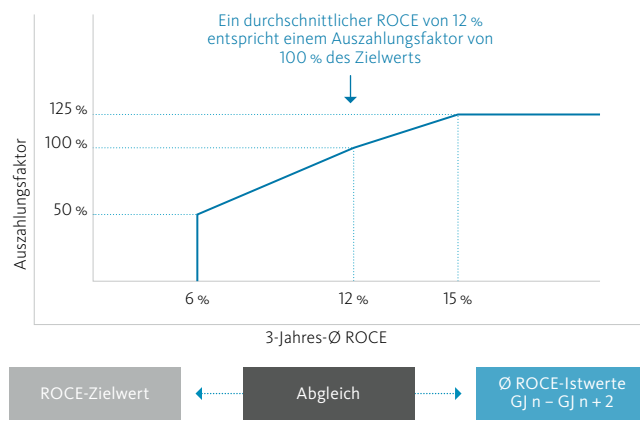 Ein durchschnittlicher ROCE von 12 %
entspricht einem Auszahlungsfaktor von
100 % des Zielwerts
Auszahlungsfaktor
125 %
100 %
50 %
6 %
12 %
15 %
3-Jahres-Ø ROCE
ROCE-Zielwert
Abgleich
Ø ROCE-Istwerte
GJ n – GJ n + 2